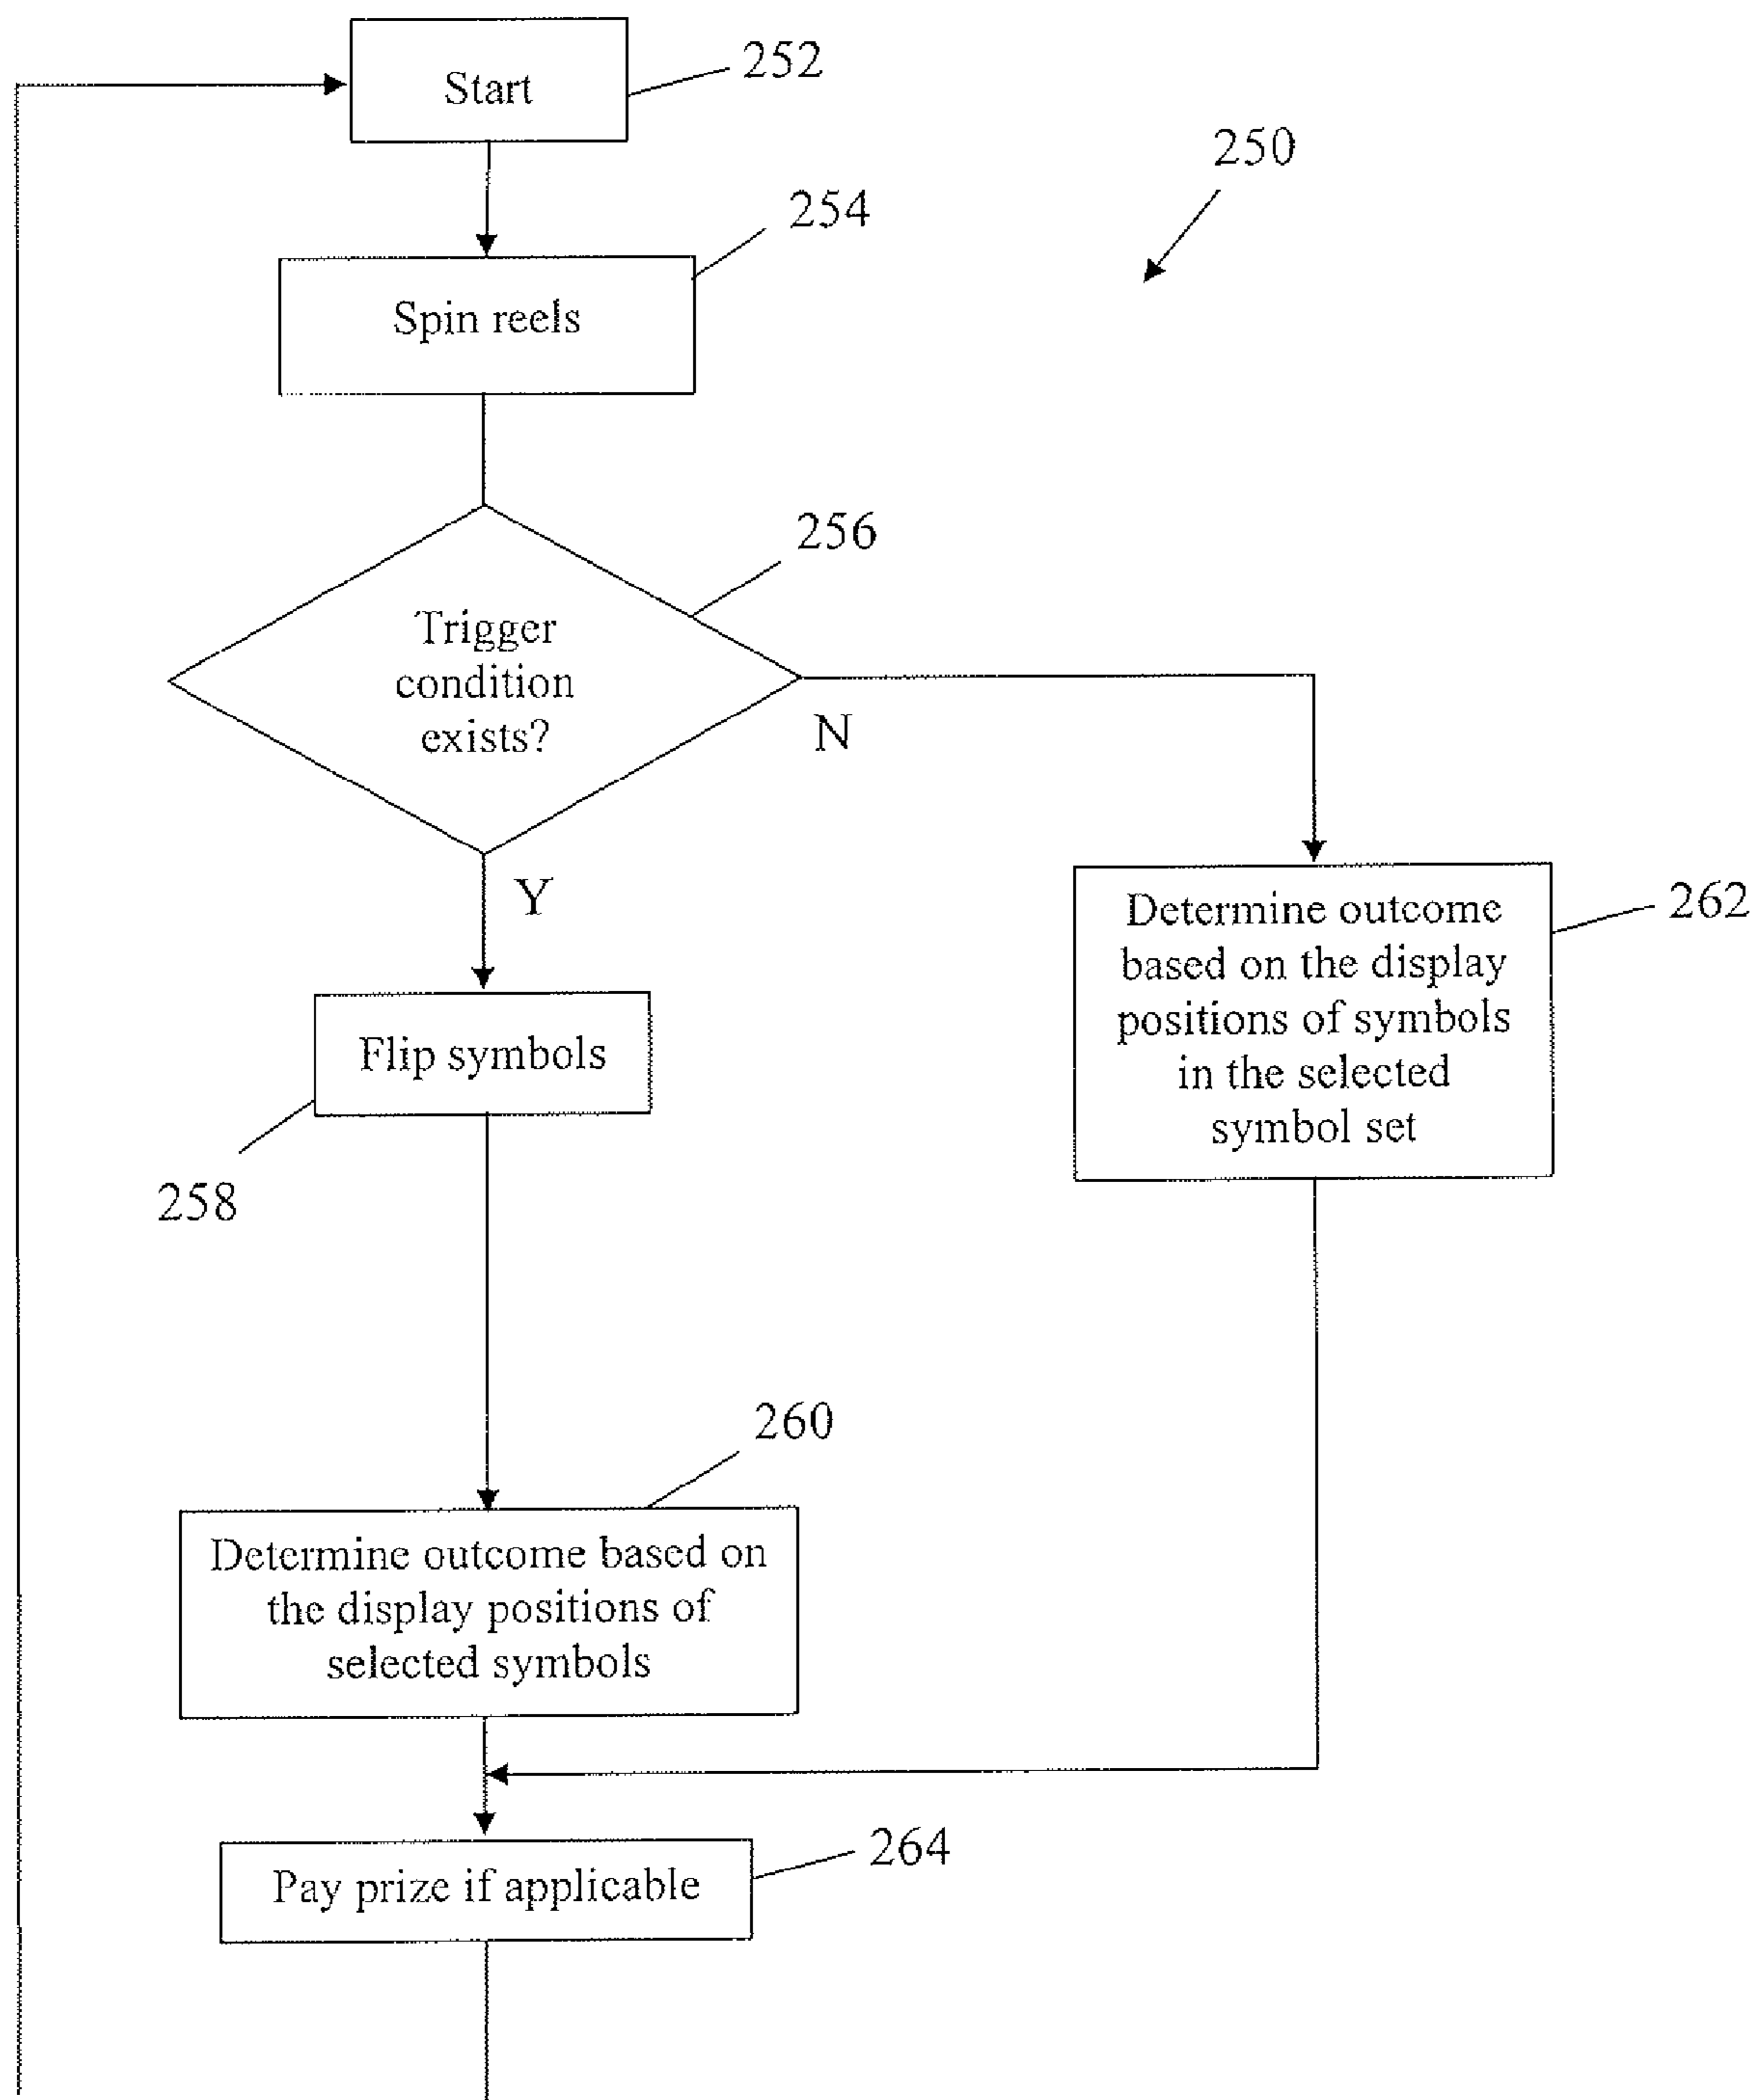 Start
252
250
254
Spin reels
256
Trigger
condition
exists?
N
Y
Determine outcome
based on the display
positions of symbols
in the selected
symbol set
262
Flip symbols
258
260
Determine outcome based on
the display positions of
selected symbols
264
Pay prize if applicable